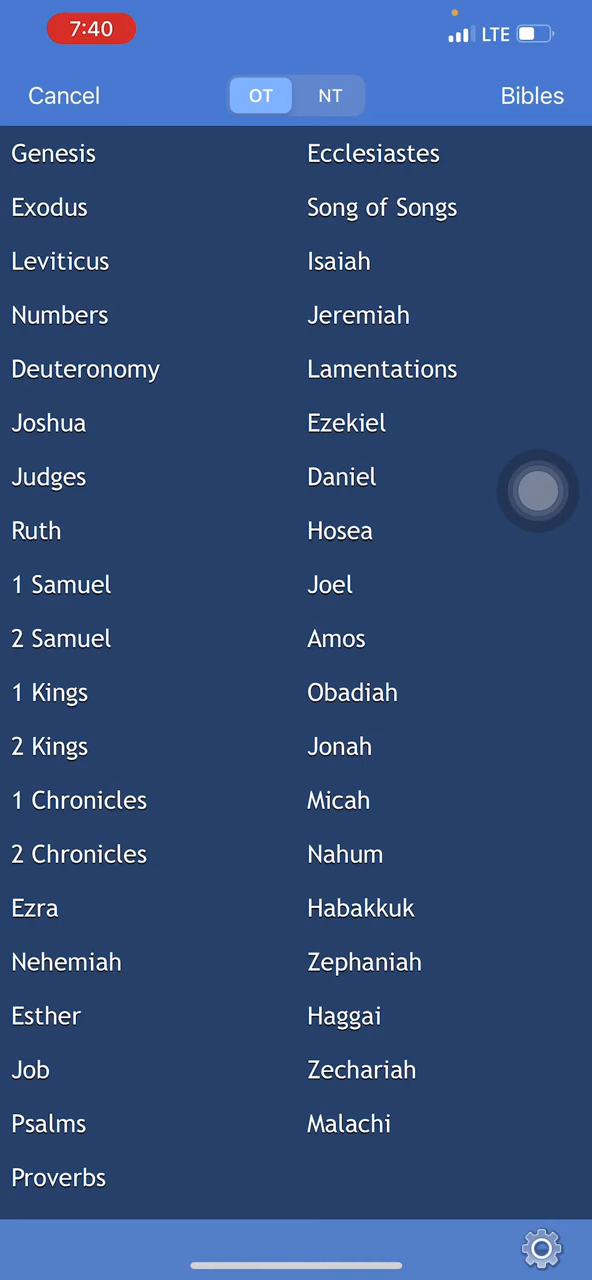 7:40
LTE
Cancel
OT
NT
Bibles
Genesis
Exodus
Leviticus
Numbers
Deuteronomy
Joshua
Judges
Ruth
1 Samuel
2 Samuel
1 Kings
2 Kings
1 Chronicles
2 Chronicles
Ezra
Nehemiah
Esther
Job
Psalms
Proverbs
Ecclesiastes
Song of Songs
Isaiah
Jeremiah
Lamentations
Ezekiel
Daniel
Hosea
Joel
Amos
Obadiah
Jonah
Micah
Nahum
Habakkuk
Zephaniah
Haggai
Zechariah
Malachi